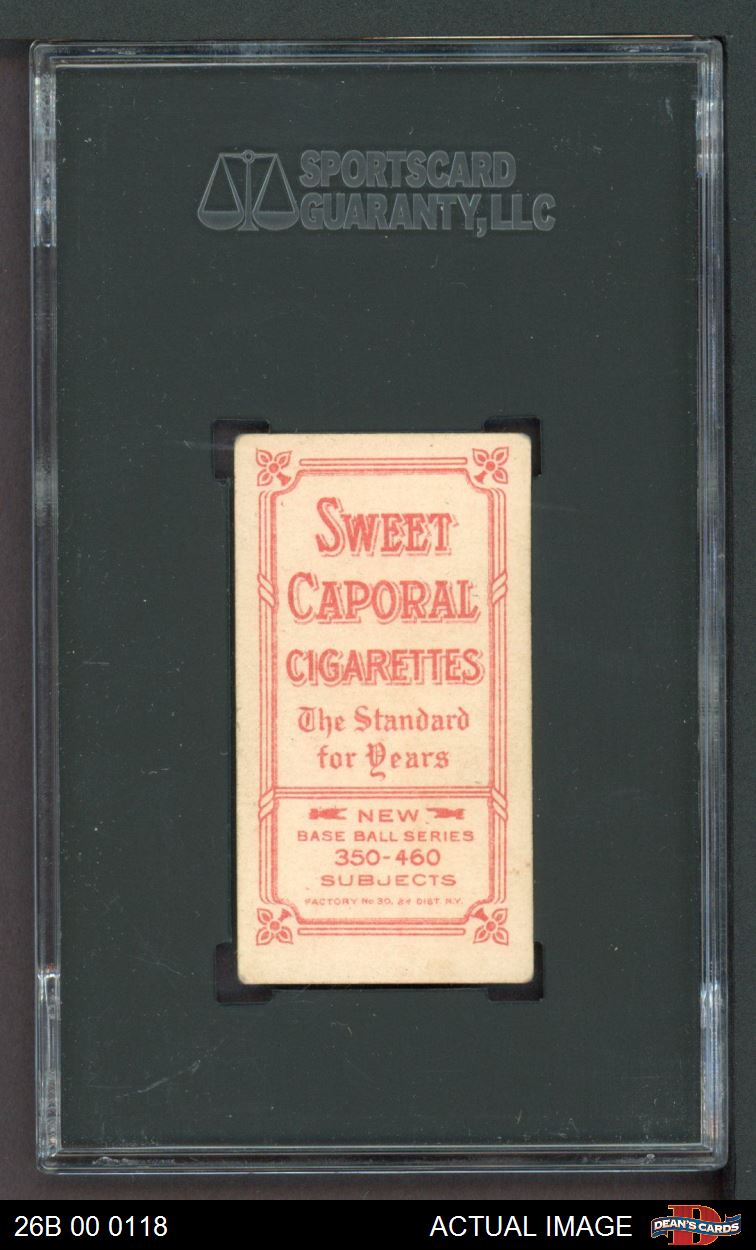 SPORTSCARD
GUARANTY, LLC
SWEET
CAPORAL
CIGARETTES
The Standard
for Years
NEW
BASE BALL SERIES
350-460
SUBJECTS
FACTORY No 30, 2d DIST. N.Y.
26B 00 0118
ACTUAL IMAGE
D
DEAN'S CARDS